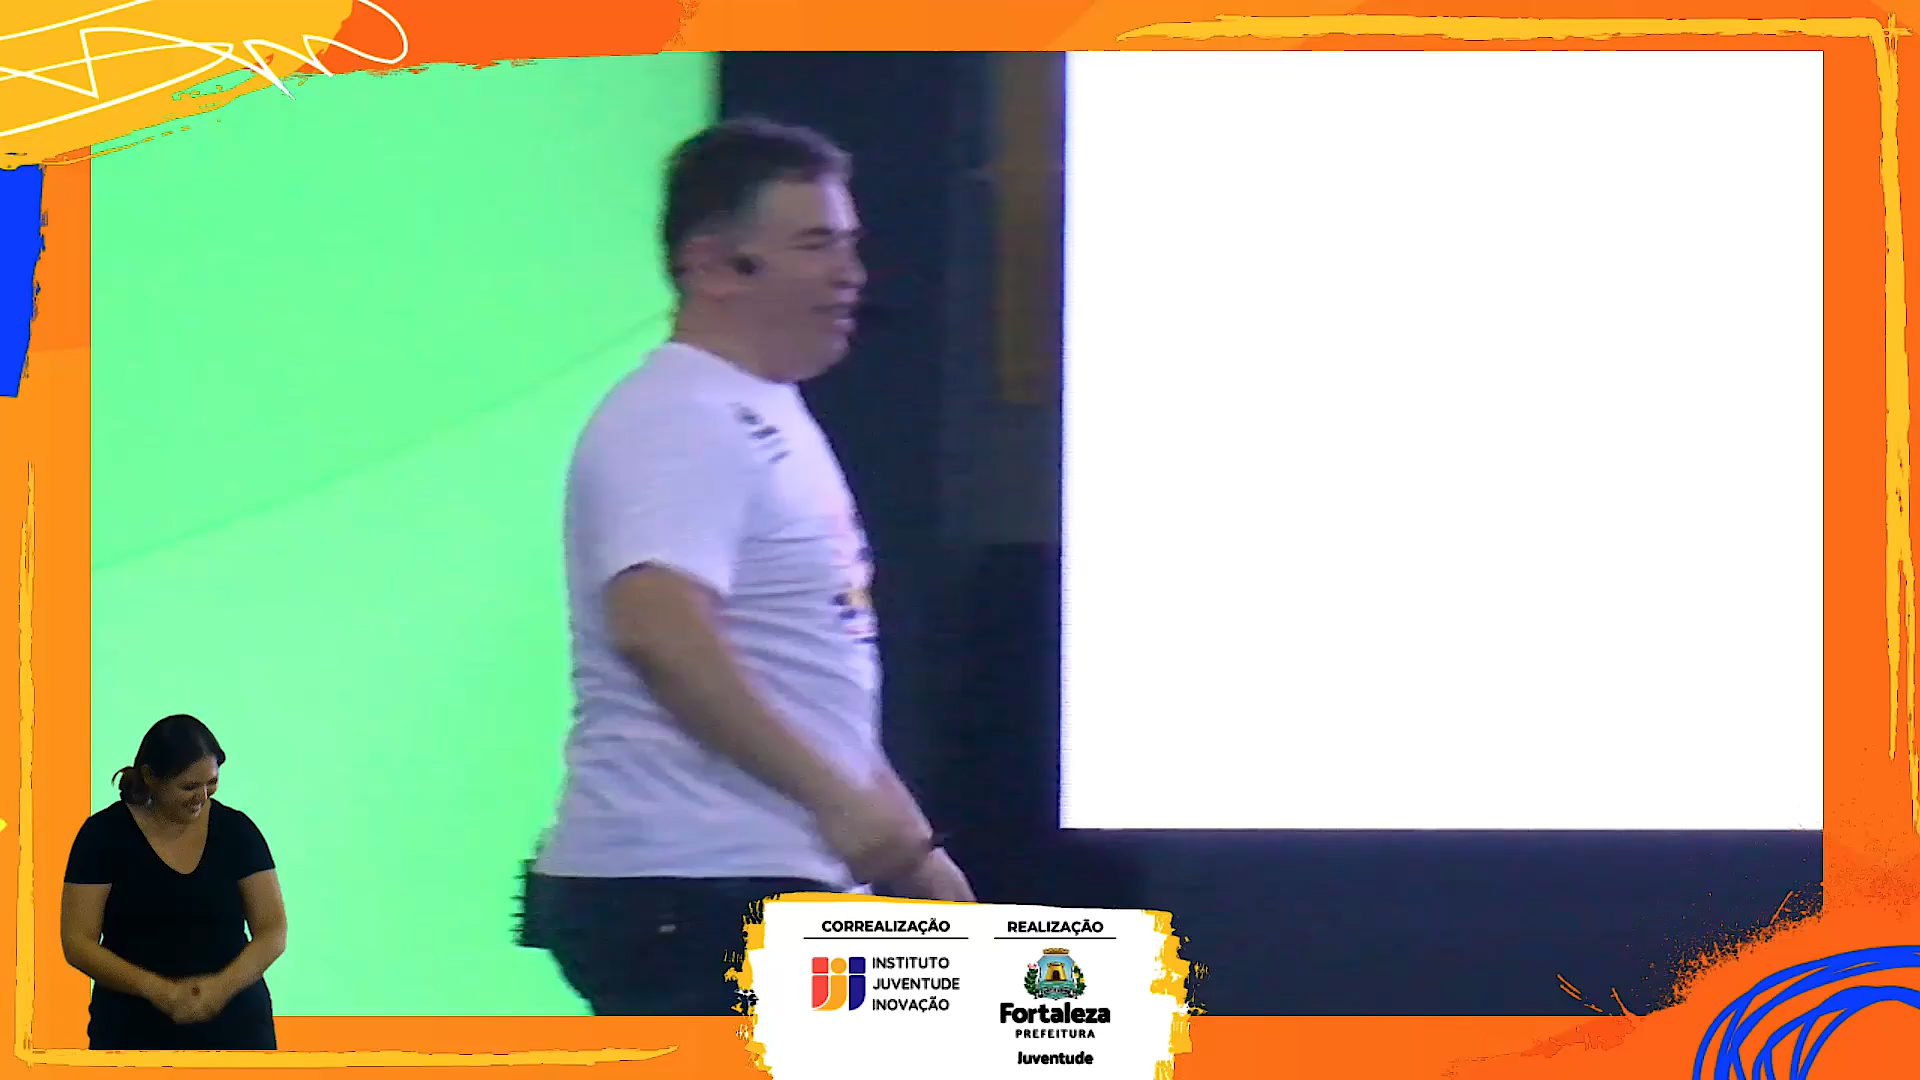 CORREALIZAÇÃO
INSTITUTO
JUVENTUDE
INOVAÇÃO
REALIZAÇÃO
Fortaleza
PREFEITURA
Juventude